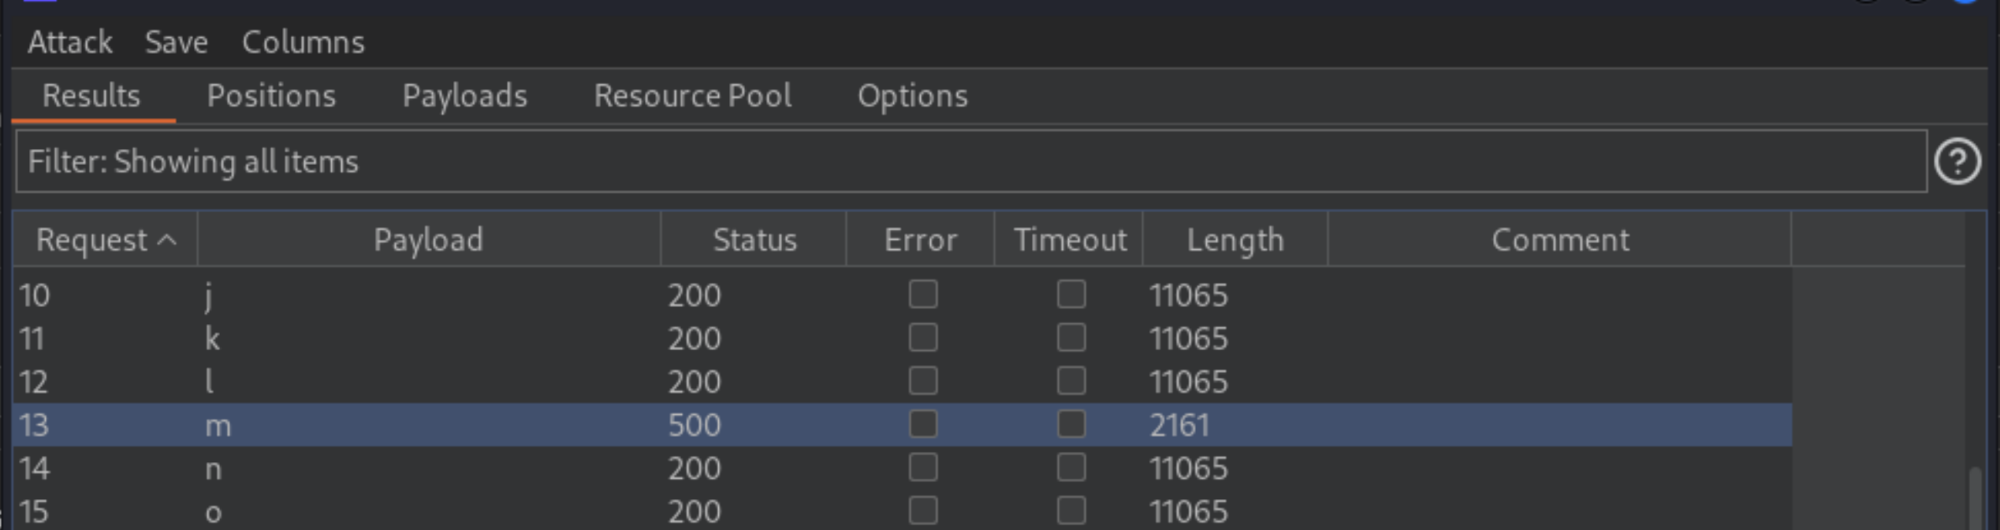 Attack Save Columns
Results Positions Payloads Resource Pool Options
Filter: Showing all items
?
Request Payload Status Error Timeout Length Comment
10 j 200 11065
11 k 200 11065
12 l 200 11065
13 m 500 2161
14 n 200 11065
15 o 200 11065